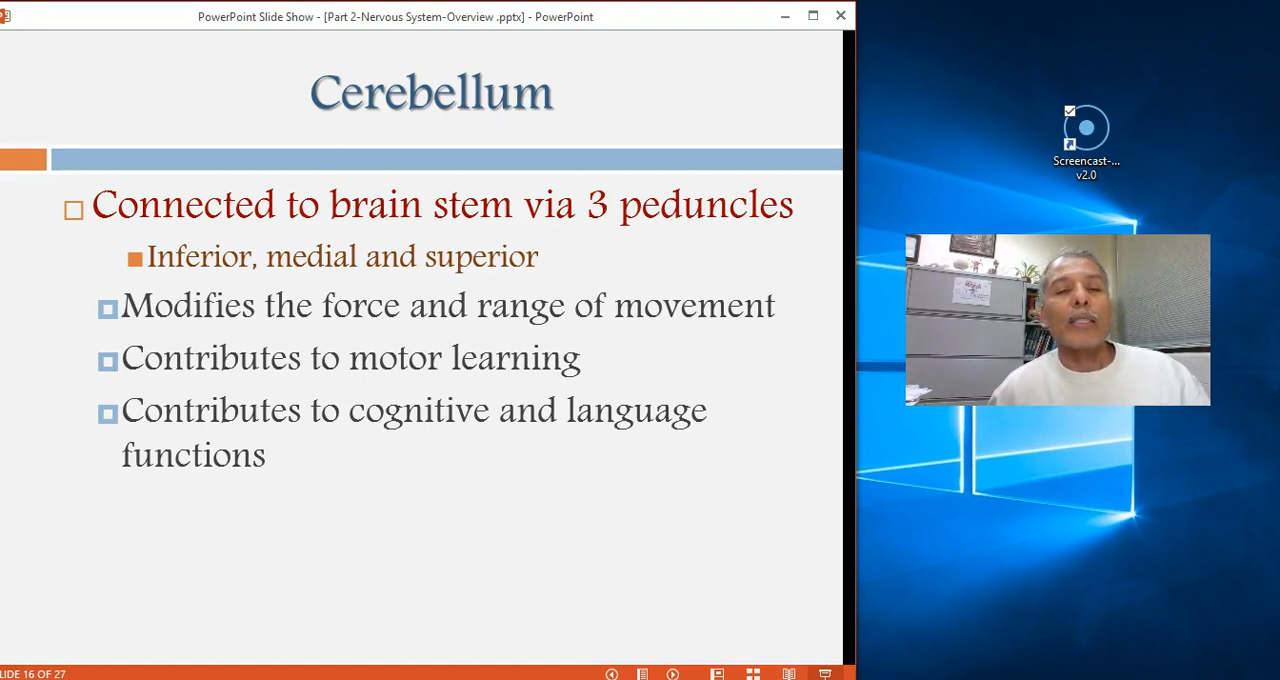 PowerPoint Slide Show - [Part 2-Nervous System-Overview .pptx] - PowerPoint
Cerebellum
Connected to brain stem via 3 peduncles
Inferior, medial and superior
Modifies the force and range of movement
Contributes to motor learning
Contributes to cognitive and language
functions
LIDE 16 OF 27
Screencast-...
v2.0